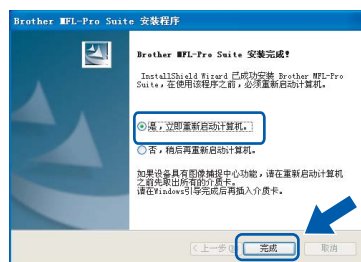 Brother MFL-Pro Suite 安装程序
Brother MFL-Pro Suite 安装完成!
InstallShield Wizard 已成功安装 Brother MFL-Pro
Suite,在使用该程序之前,必须重新启动计算机。
是,立即重新启动计算机。
否,稍后再重新启动计算机。
如果设备具有图像捕捉中心功能,请在重新启动计算机
之前先取出所有的介质卡。
请在Windows引导完成后再插入介质卡。
<上一步
完成
取消